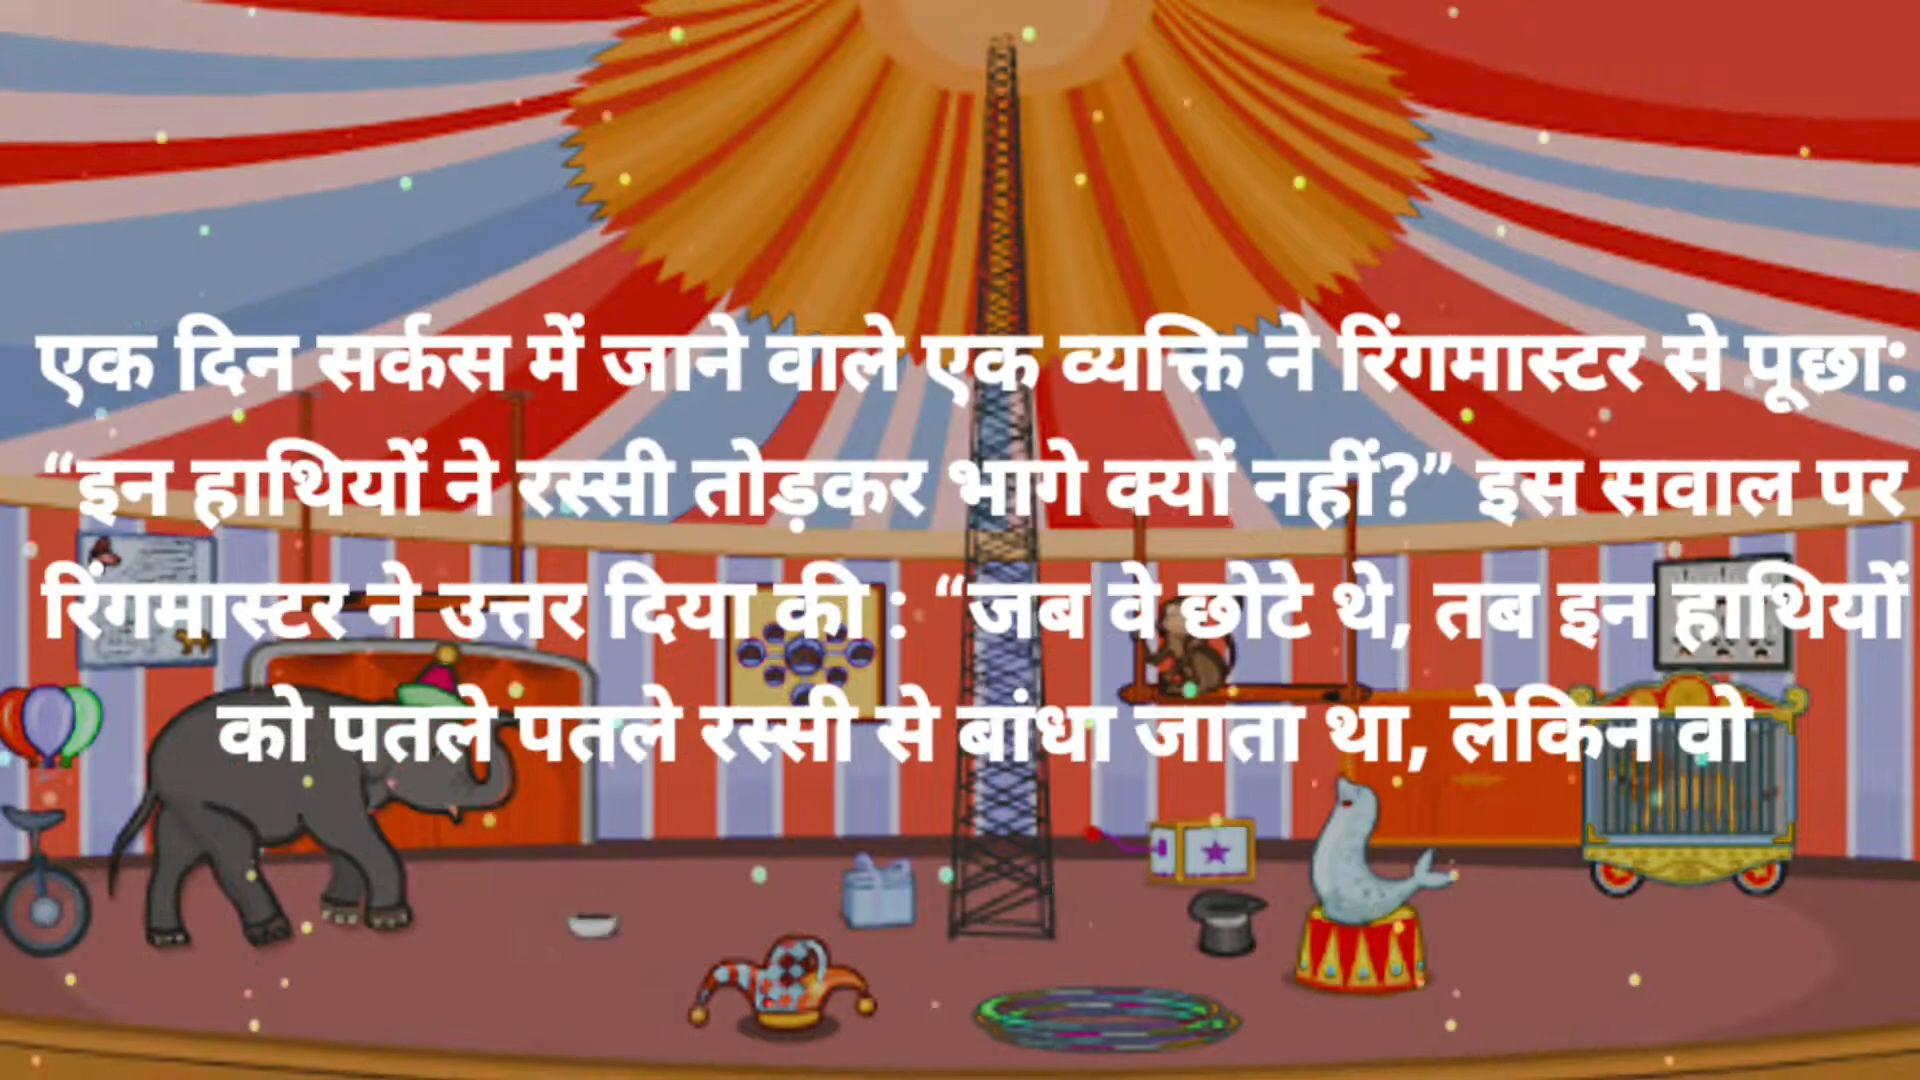 एक दिन सर्कस में जाने वाले एक व्यक्ति ने रिंगमास्टर से पूछा:
“इन हाथियों ने रस्सी तोड़कर भागे क्यों नहीं?” इस सवाल पर
रिंगमास्टर ने उत्तर दिया की : “जब वे छोटे थे, तब इन हाथियों
को पतले पतले रस्सी से बांधा जाता था, लेकिन वो